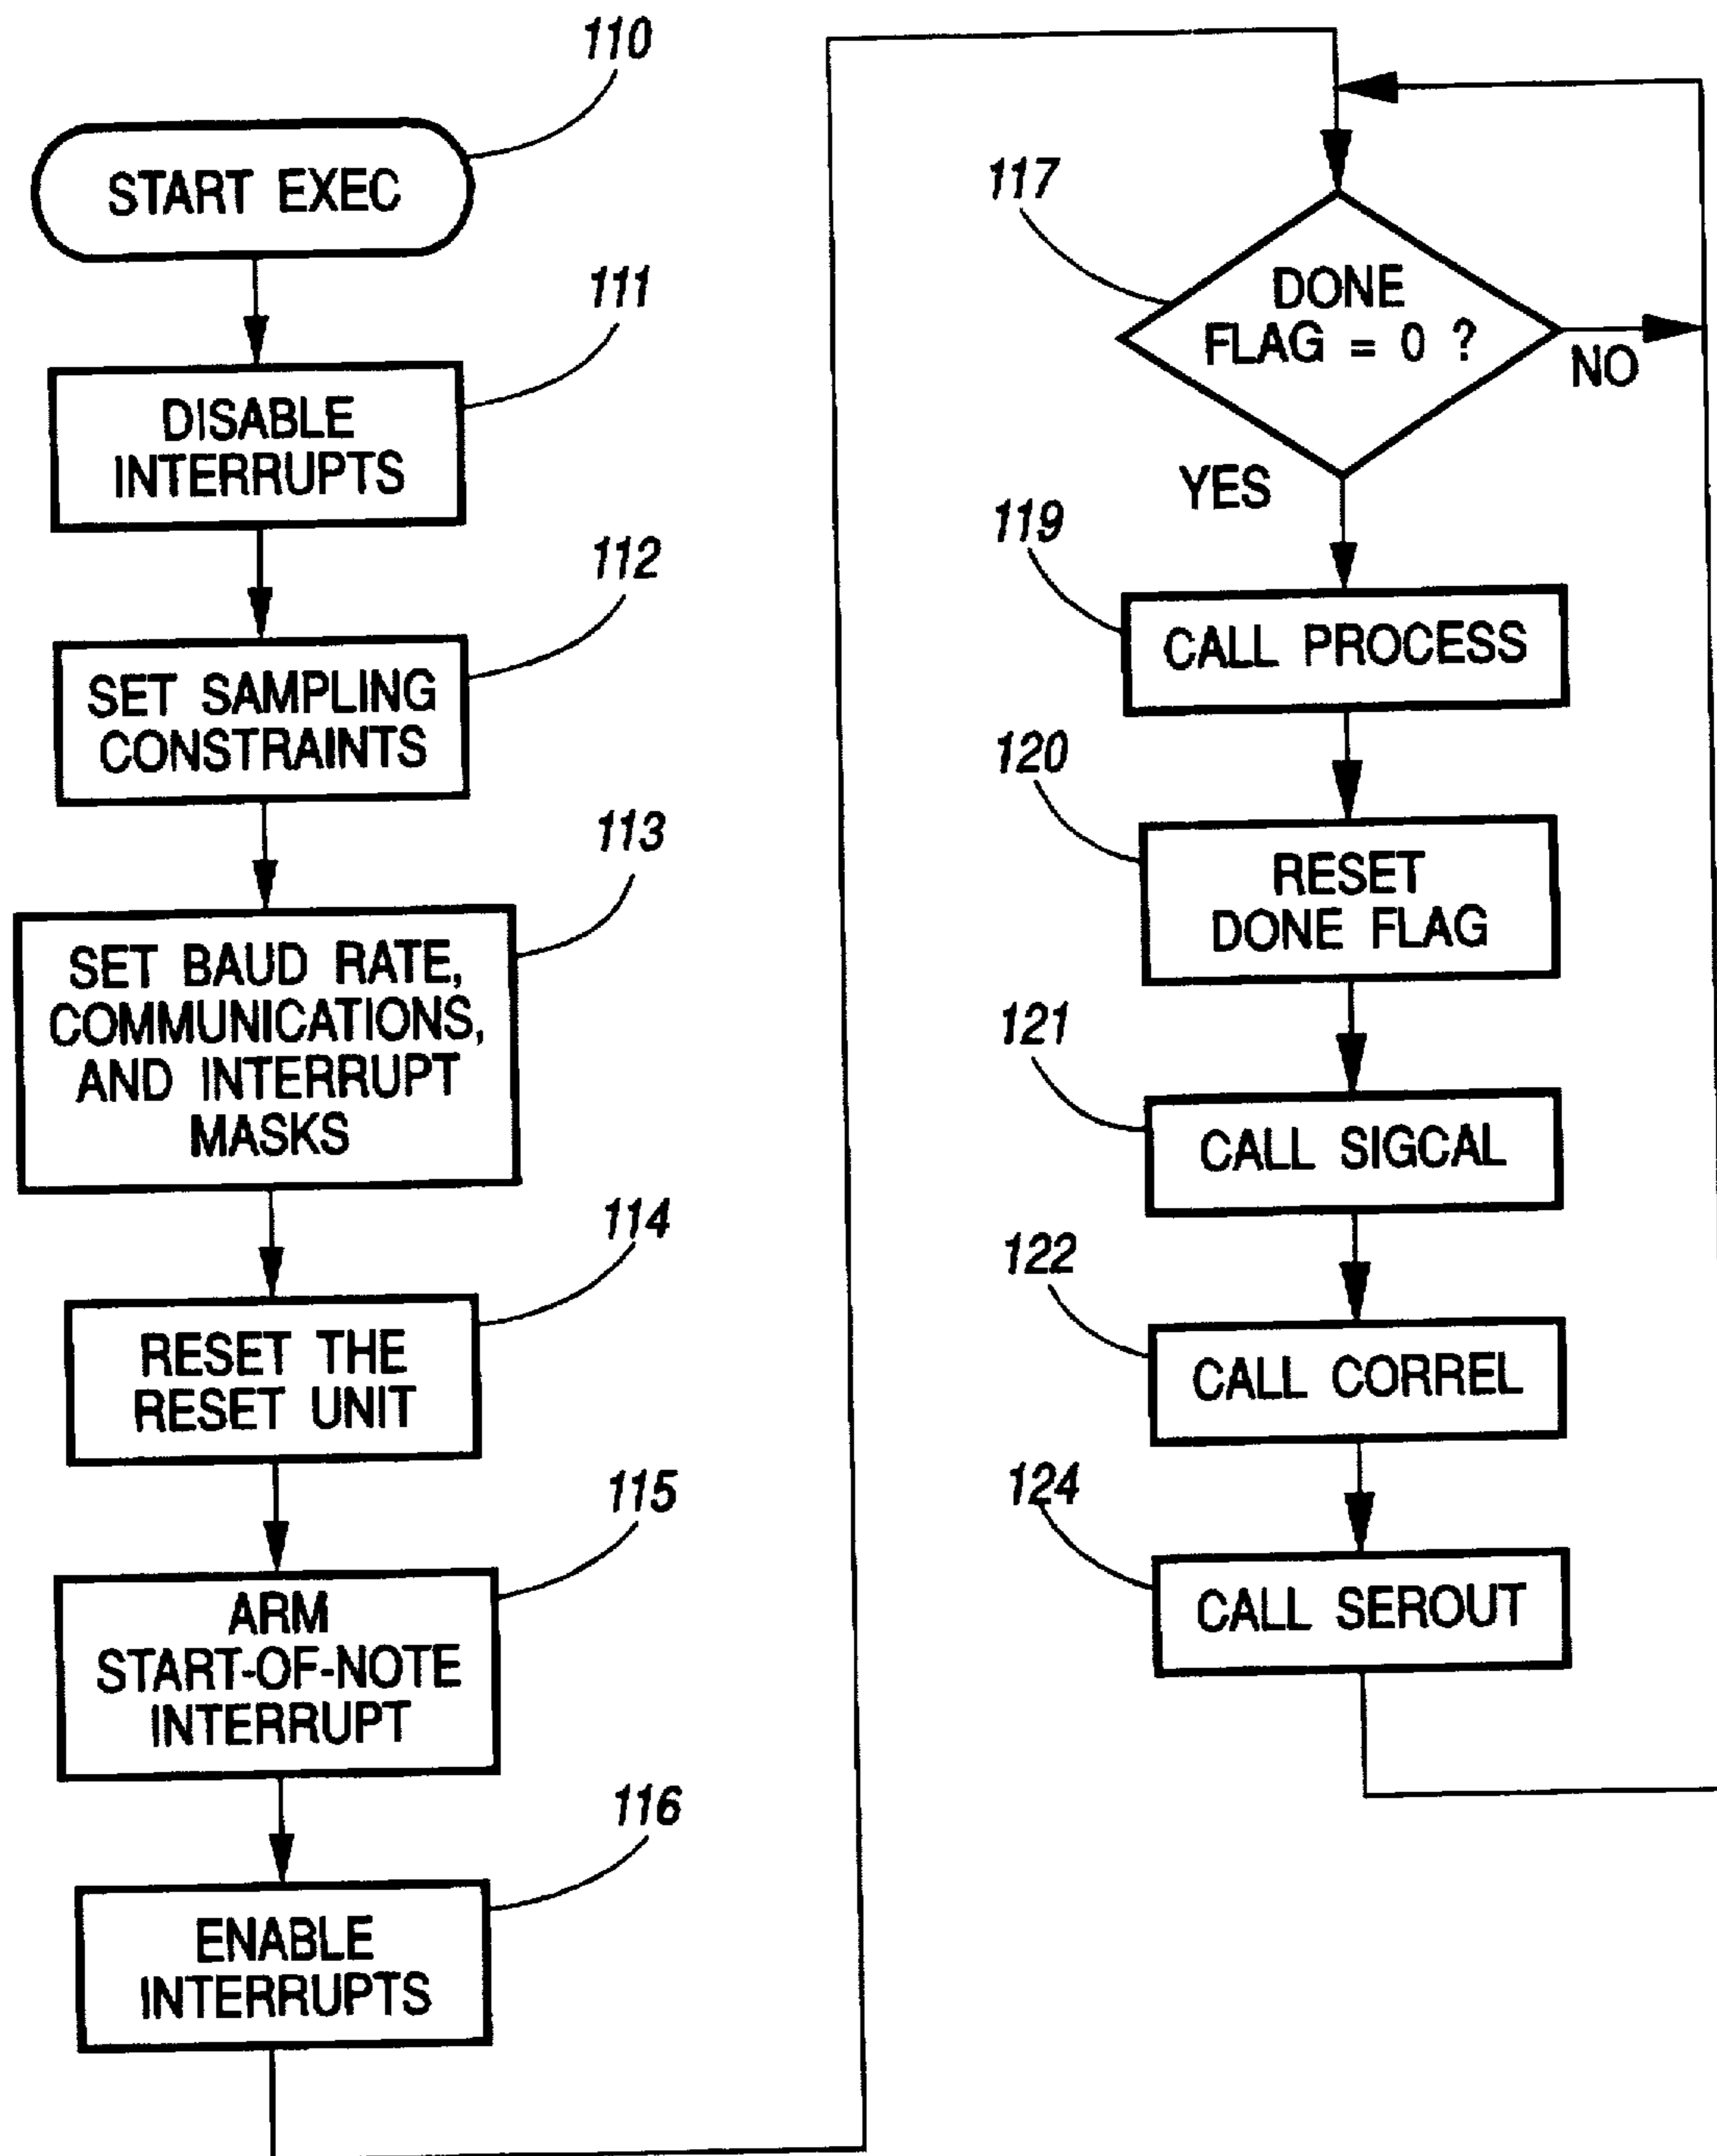 110
START EXEC
111
DISABLE
INTERRUPTS
112
SET SAMPLING
CONSTRAINTS
113
SET BAUD RATE,
COMMUNICATIONS,
AND INTERRUPT
MASKS
114
RESET THE
RESET UNIT
115
ARM
START-OF-NOTE
INTERRUPT
116
ENABLE
INTERRUPTS
117
DONE
FLAG = 0 ?
NO
YES
119
CALL PROCESS
120
RESET
DONE FLAG
121
CALL SIGCAL
122
CALL CORREL
124
CALL SEROUT